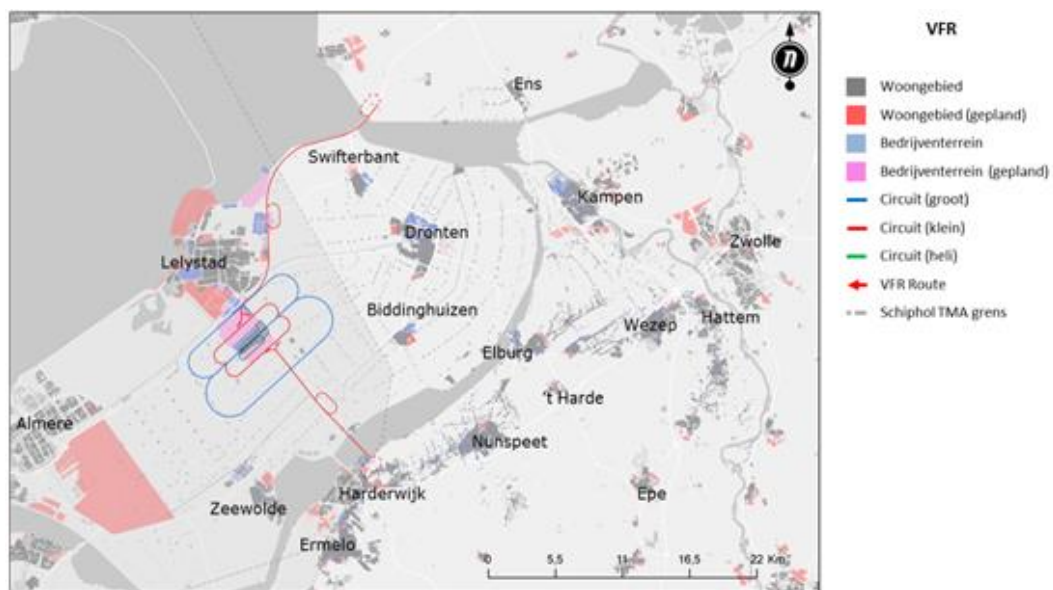 VFR
n
Ens
Swifterbant
Kampen
Dronten
Zwolle
Lelystad
Biddinghuizen
Wezep
Hattem
Elburg
't Harde
Almere
Nunspeet
Zeewolde
Harderwijk
Epe
Ermelo
0 5,5 11 16,5 22 Km
Woongebied
Woongebied (gepland)
Bedrijventerrein
Bedrijventerrein (gepland)
Circuit (groot)
Circuit (klein)
Circuit (heli)
VFR Route
Schiphol TMA grens